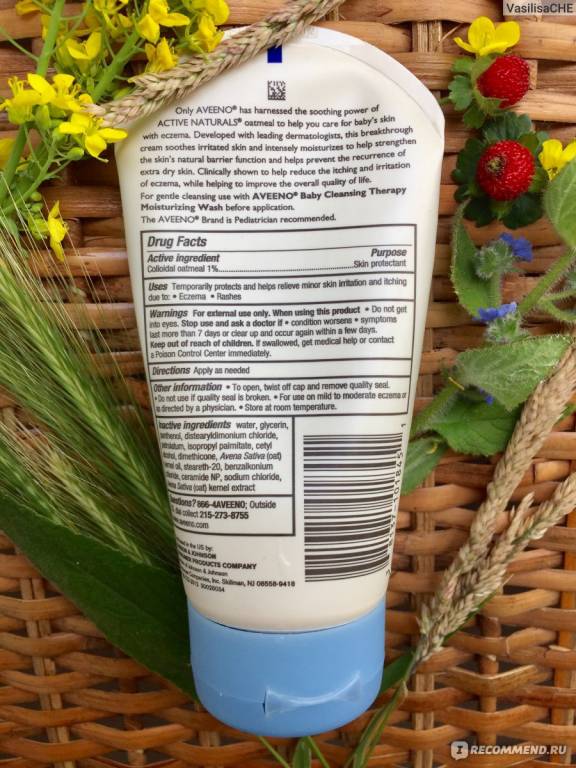 VasilisaCHE
Only AVEENO® has harnessed the soothing power of
ACTIVE NATURALS® oatmeal to help you care for baby's skin
with eczema. Developed with leading dermatologists, this breakthrough
cream soothes irritated skin and intensely moisturizes to help strengthen
the skin's natural barrier function and helps prevent the recurrence of
extra dry skin. Clinically shown to help reduce the itching and irritation
of eczema, while helping to improve the overall quality of life.
For gentle cleansing use with AVEENO® Baby Cleansing Therapy
Moisturizing Wash before application.
The AVEENO® Brand is Pediatrician recommended.
Drug Facts
Active ingredient Purpose
Colloidal oatmeal 1%......Skin protectant
Uses Temporarily protects and helps relieve minor skin irritation and itching
due to: • Eczema • Rashes
Warnings For external use only. When using this product • Do not get
into eyes. Stop use and ask a doctor if • condition worsens • symptoms
last more than 7 days or clear up and occur again within a few days.
Keep out of reach of children. If swallowed, get medical help or contact
a Poison Control Center immediately.
Directions Apply as needed
Other information • To open, twist off cap and remove quality seal.
• Do not use if quality seal is broken. • For use on mild to moderate eczema or
as directed by a physician. • Store at room temperature.
Inactive ingredients water, glycerin,
panthenol, distearyldimonium chloride,
petrolatum, isopropyl palmitate, cetyl
alcohol, dimethicone, Avena Sativa (oat)
kernel oil, steareth-20, benzalkonium
chloride, ceramide NP, sodium chloride,
Avena Sativa (oat) kernel extract
Questions? 866-4AVEENO; Outside
dial collect 215-273-8755
www.aveeno.com
in the US by:
& JOHNSON
PRODUCTS COMPANY
of Johnson & Johnson
Companies, Inc. Skillman, NJ 08558-9418
RECOMMEND.RU